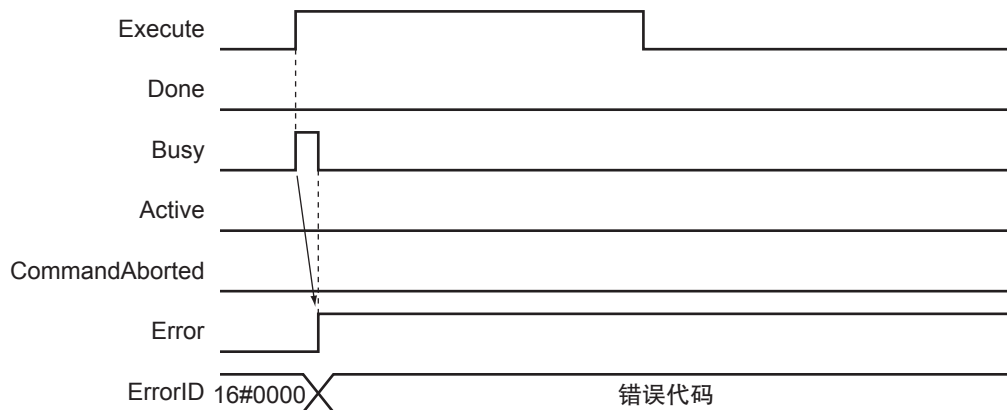 Execute
Done
Busy
Active
CommandAborted
Error
ErrorID 16#0000 错误代码